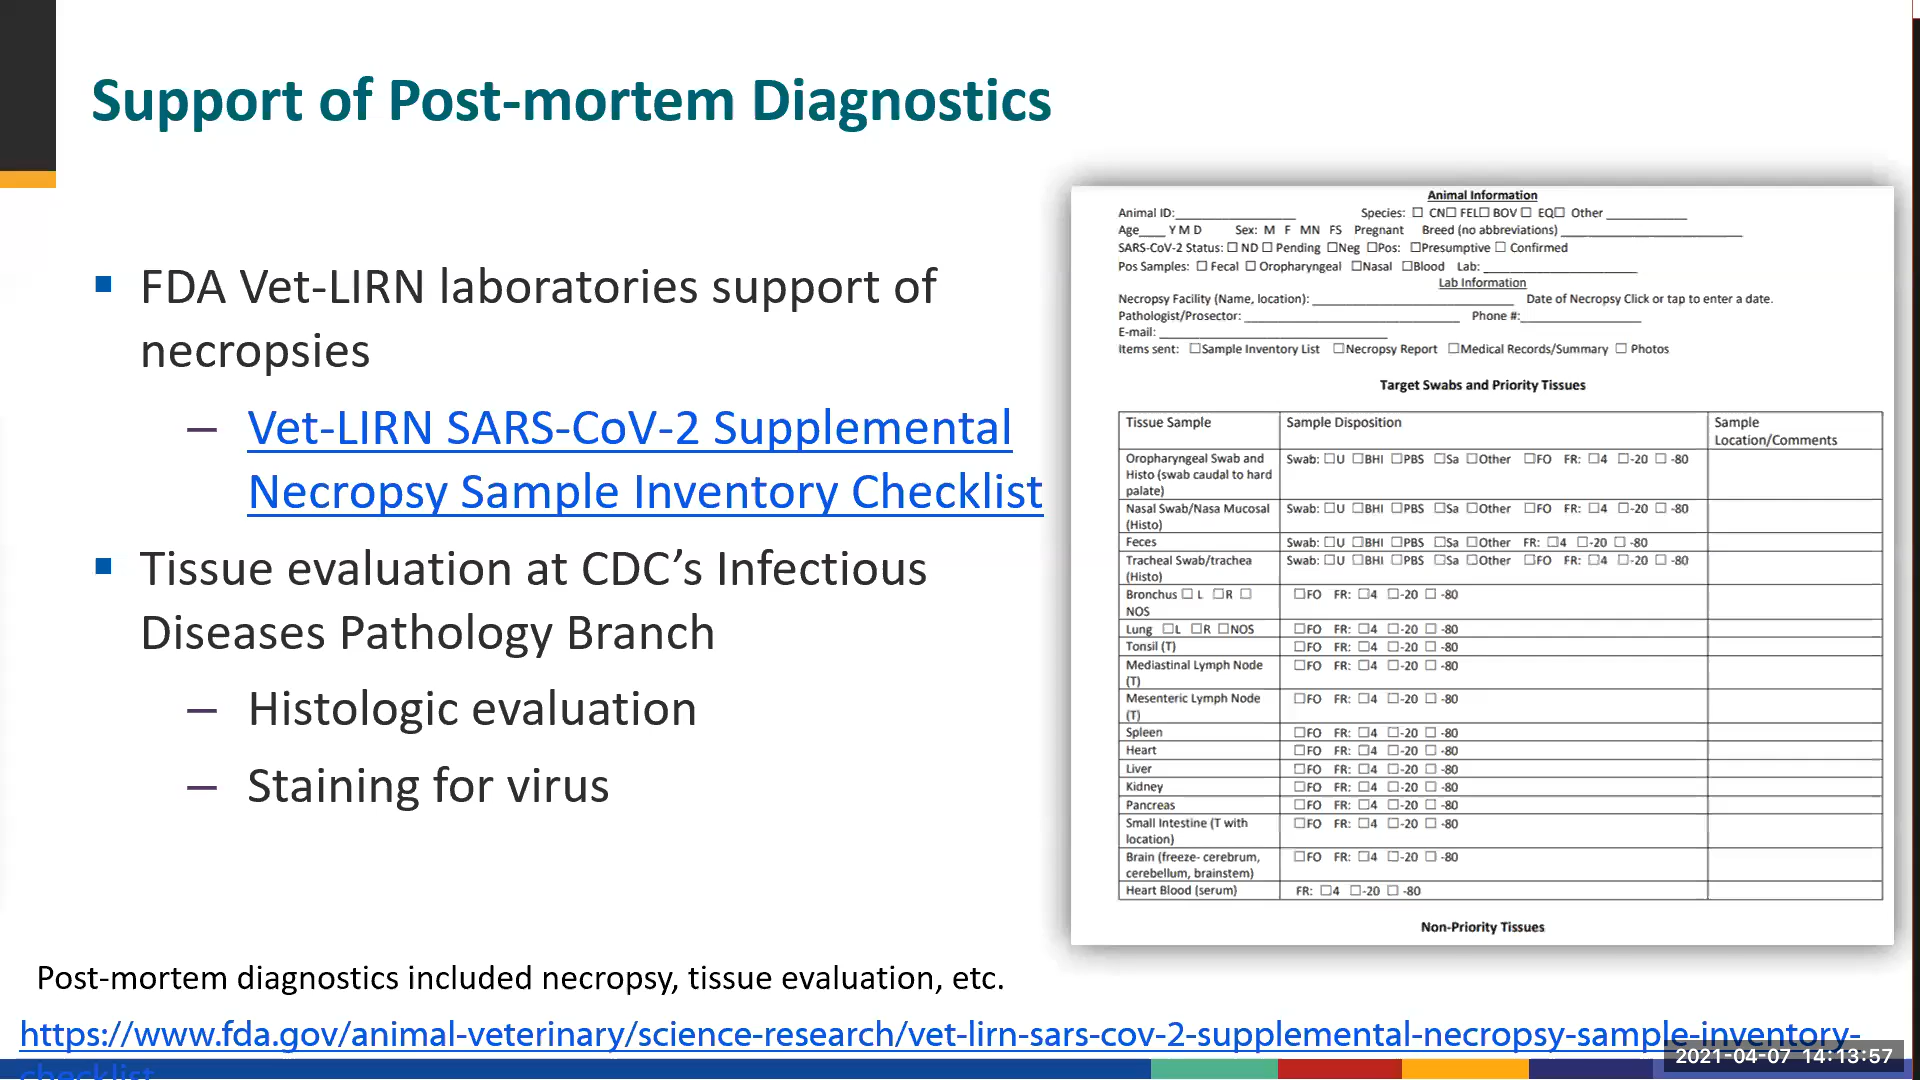 Support of Post-mortem Diagnostics
FDA Vet-LIRN laboratories support of
necropsies
– Vet-LIRN SARS-CoV-2 Supplemental
Necropsy Sample Inventory Checklist
Tissue evaluation at CDC’s Infectious
Diseases Pathology Branch
– Histologic evaluation
– Staining for virus
Post-mortem diagnostics included necropsy, tissue evaluation, etc.
https://www.fda.gov/animal-veterinary/science-research/vet-lirn-sars-cov-2-supplemental-necropsy-sample-inventory-
checklist
Animal Information
Animal ID:__________________ Species: ☐ CN☐ FEL☐ BOV ☐ EQ☐ Other ____________
Age____ Y M D Sex: M F MN FS Pregnant Breed (no abbreviations) ___________________________
SARS-CoV-2 Status: ☐ ND ☐ Pending ☐Neg ☐Pos: ☐Presumptive ☐ Confirmed
Pos Samples: ☐ Fecal ☐ Oropharyngeal ☐Nasal ☐Blood Lab: _______________________
Lab Information
Necropsy Facility (Name, location): ______________________________ Date of Necropsy Click or tap to enter a date.
Pathologist/Prosector: ________________________________ Phone #:__________________
E-mail: __________________________________
Items sent: ☐Sample Inventory List ☐Necropsy Report ☐Medical Records/Summary ☐ Photos
Target Swabs and Priority Tissues
Tissue Sample Sample Disposition Sample
Location/Comments
Oropharyngeal Swab and Swab: ☐U ☐BHI ☐PBS ☐Sa ☐Other ☐FO FR: ☐4 ☐-20 ☐ -80
Histo (swab caudal to hard
palate)
Nasal Swab/Nasa Mucosal Swab: ☐U ☐BHI ☐PBS ☐Sa ☐Other ☐FO FR: ☐4 ☐-20 ☐ -80
(Histo)
Feces Swab: ☐U ☐BHI ☐PBS ☐Sa ☐Other FR: ☐4 ☐-20 ☐ -80
Tracheal Swab/trachea Swab: ☐U ☐BHI ☐PBS ☐Sa ☐Other ☐FO FR: ☐4 ☐-20 ☐ -80
(Histo)
Bronchus ☐ L ☐R ☐ ☐FO FR: ☐4 ☐-20 ☐ -80
NOS
Lung ☐L ☐R ☐NOS ☐FO FR: ☐4 ☐-20 ☐ -80
Tonsil (T) ☐FO FR: ☐4 ☐-20 ☐ -80
Mediastinal Lymph Node ☐FO FR: ☐4 ☐-20 ☐ -80
(T)
Mesenteric Lymph Node ☐FO FR: ☐4 ☐-20 ☐ -80
(T)
Spleen ☐FO FR: ☐4 ☐-20 ☐ -80
Heart ☐FO FR: ☐4 ☐-20 ☐ -80
Liver ☐FO FR: ☐4 ☐-20 ☐ -80
Kidney ☐FO FR: ☐4 ☐-20 ☐ -80
Pancreas ☐FO FR: ☐4 ☐-20 ☐ -80
Small Intestine (T with ☐FO FR: ☐4 ☐-20 ☐ -80
location)
Brain (freeze- cerebrum, ☐FO FR: ☐4 ☐-20 ☐ -80
cerebellum, brainstem)
Heart Blood (serum) FR: ☐4 ☐-20 ☐ -80
Non-Priority Tissues
2021-04-07 14:13:57